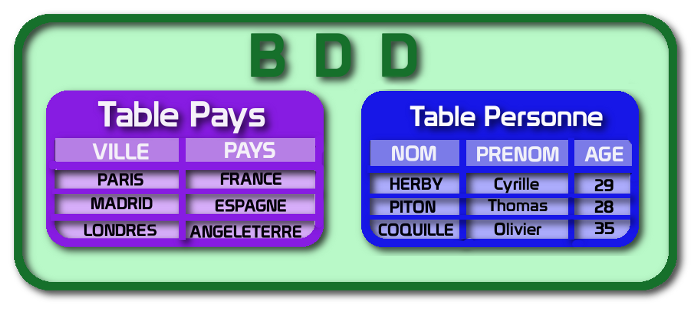 B D D
Table Pays
VILLE PAYS
PARIS FRANCE
MADRID ESPAGNE
LONDRES ANGELETERRE
Table Personne
NOM PRENOM AGE
HERBY Cyrille 29
PITON Thomas 28
COQUILLE Olivier 35